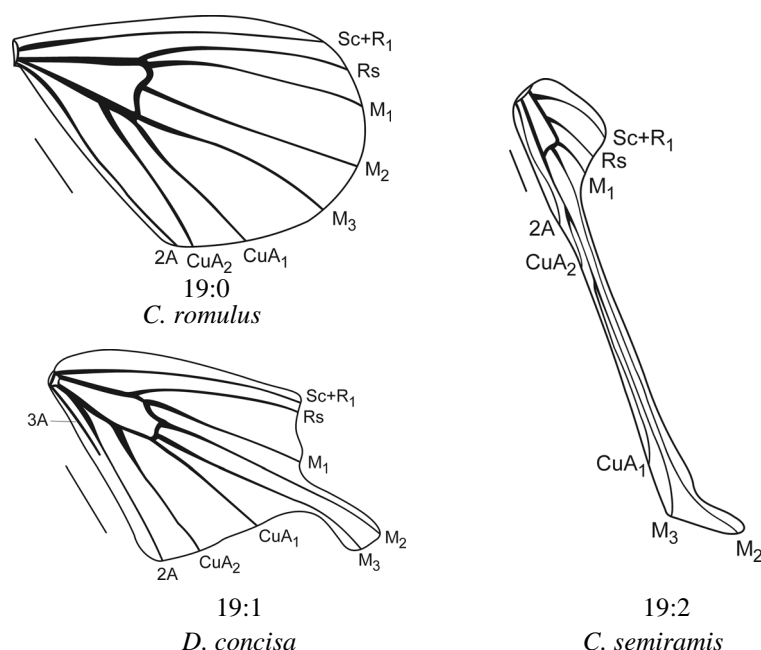 Sc+R1
Rs
M1
M2
M3
2A CuA2 CuA1
19:0
C. romulus
3A
Sc+R1
Rs
M1
M2
M3
CuA1
CuA2
2A
19:1
D. concisa
Sc+R1
Rs
M1
2A
CuA2
CuA1
M3
M2
19:2
C. semiramis